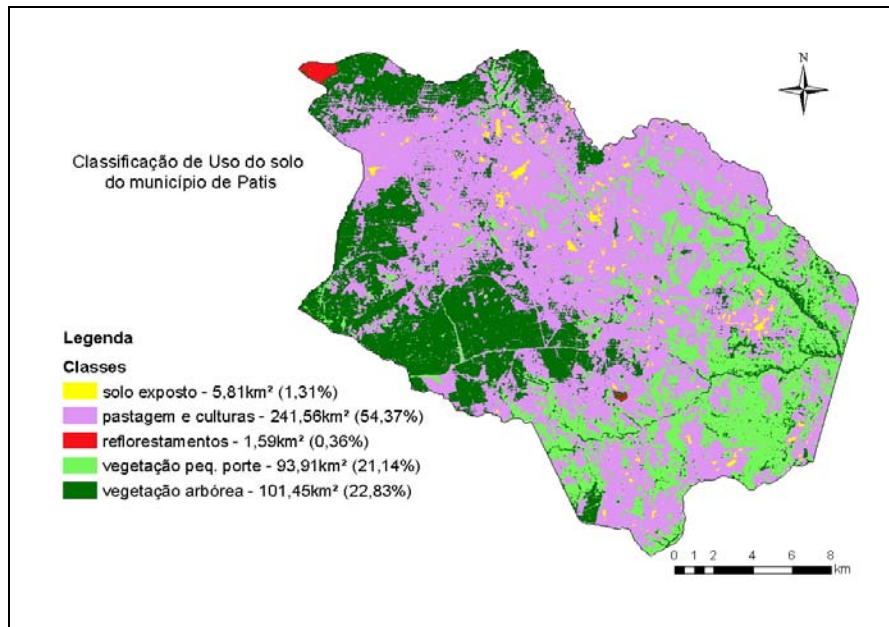 N
Classificação de Uso do solo
do município de Patis
Legenda
Classes
solo exposto - 5,81km² (1,31%)
pastagem e culturas - 241,56km² (54,37%)
reflorestamentos - 1,59km² (0,36%)
vegetação peq. porte - 93,91km² (21,14%)
vegetação arbórea - 101,45km² (22,83%)
0 1 2 4 6 8
km